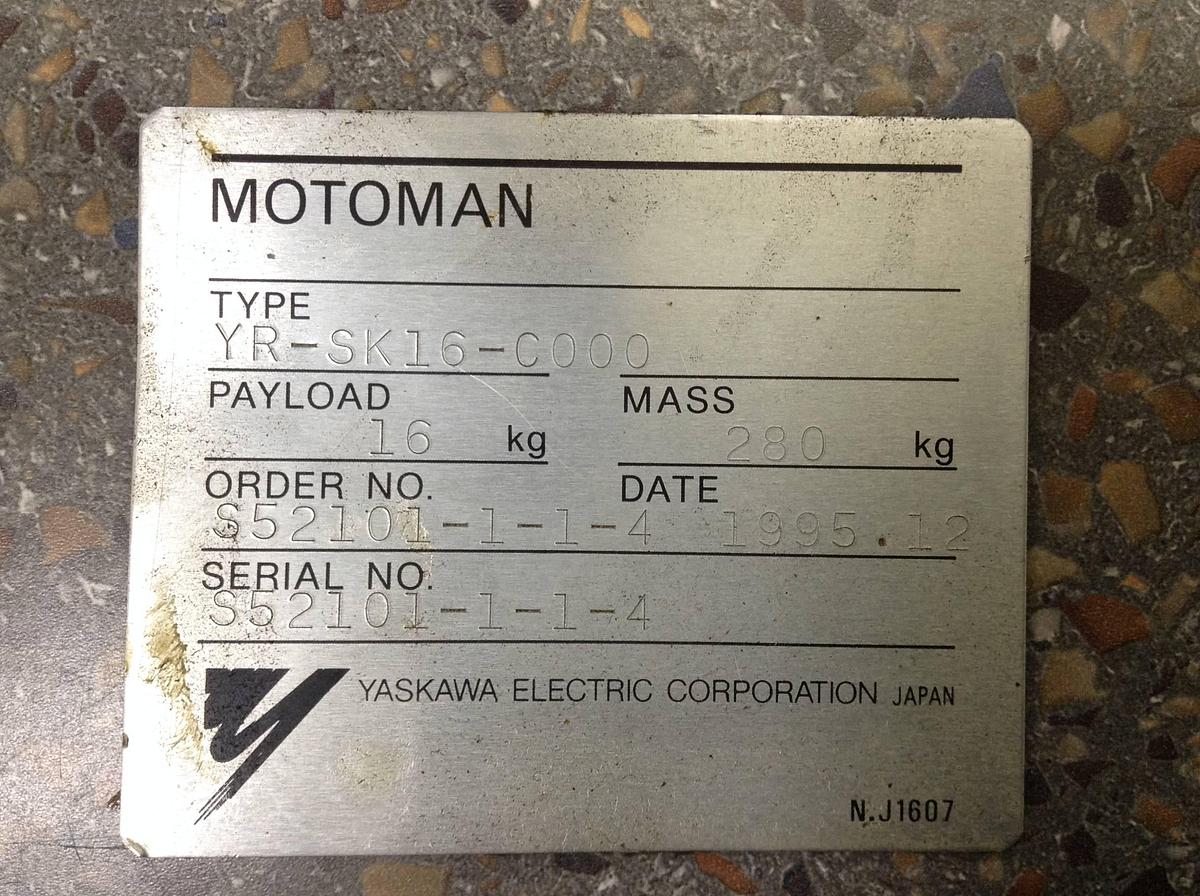 MOTOMAN
TYPE
YR-SK16-C000
PAYLOAD MASS
16 kg 280 kg
ORDER NO. DATE
S52101-1-1-4 1995.12
SERIAL NO.
S52101-1-1-4
YASKAWA ELECTRIC CORPORATION JAPAN
N.J1607